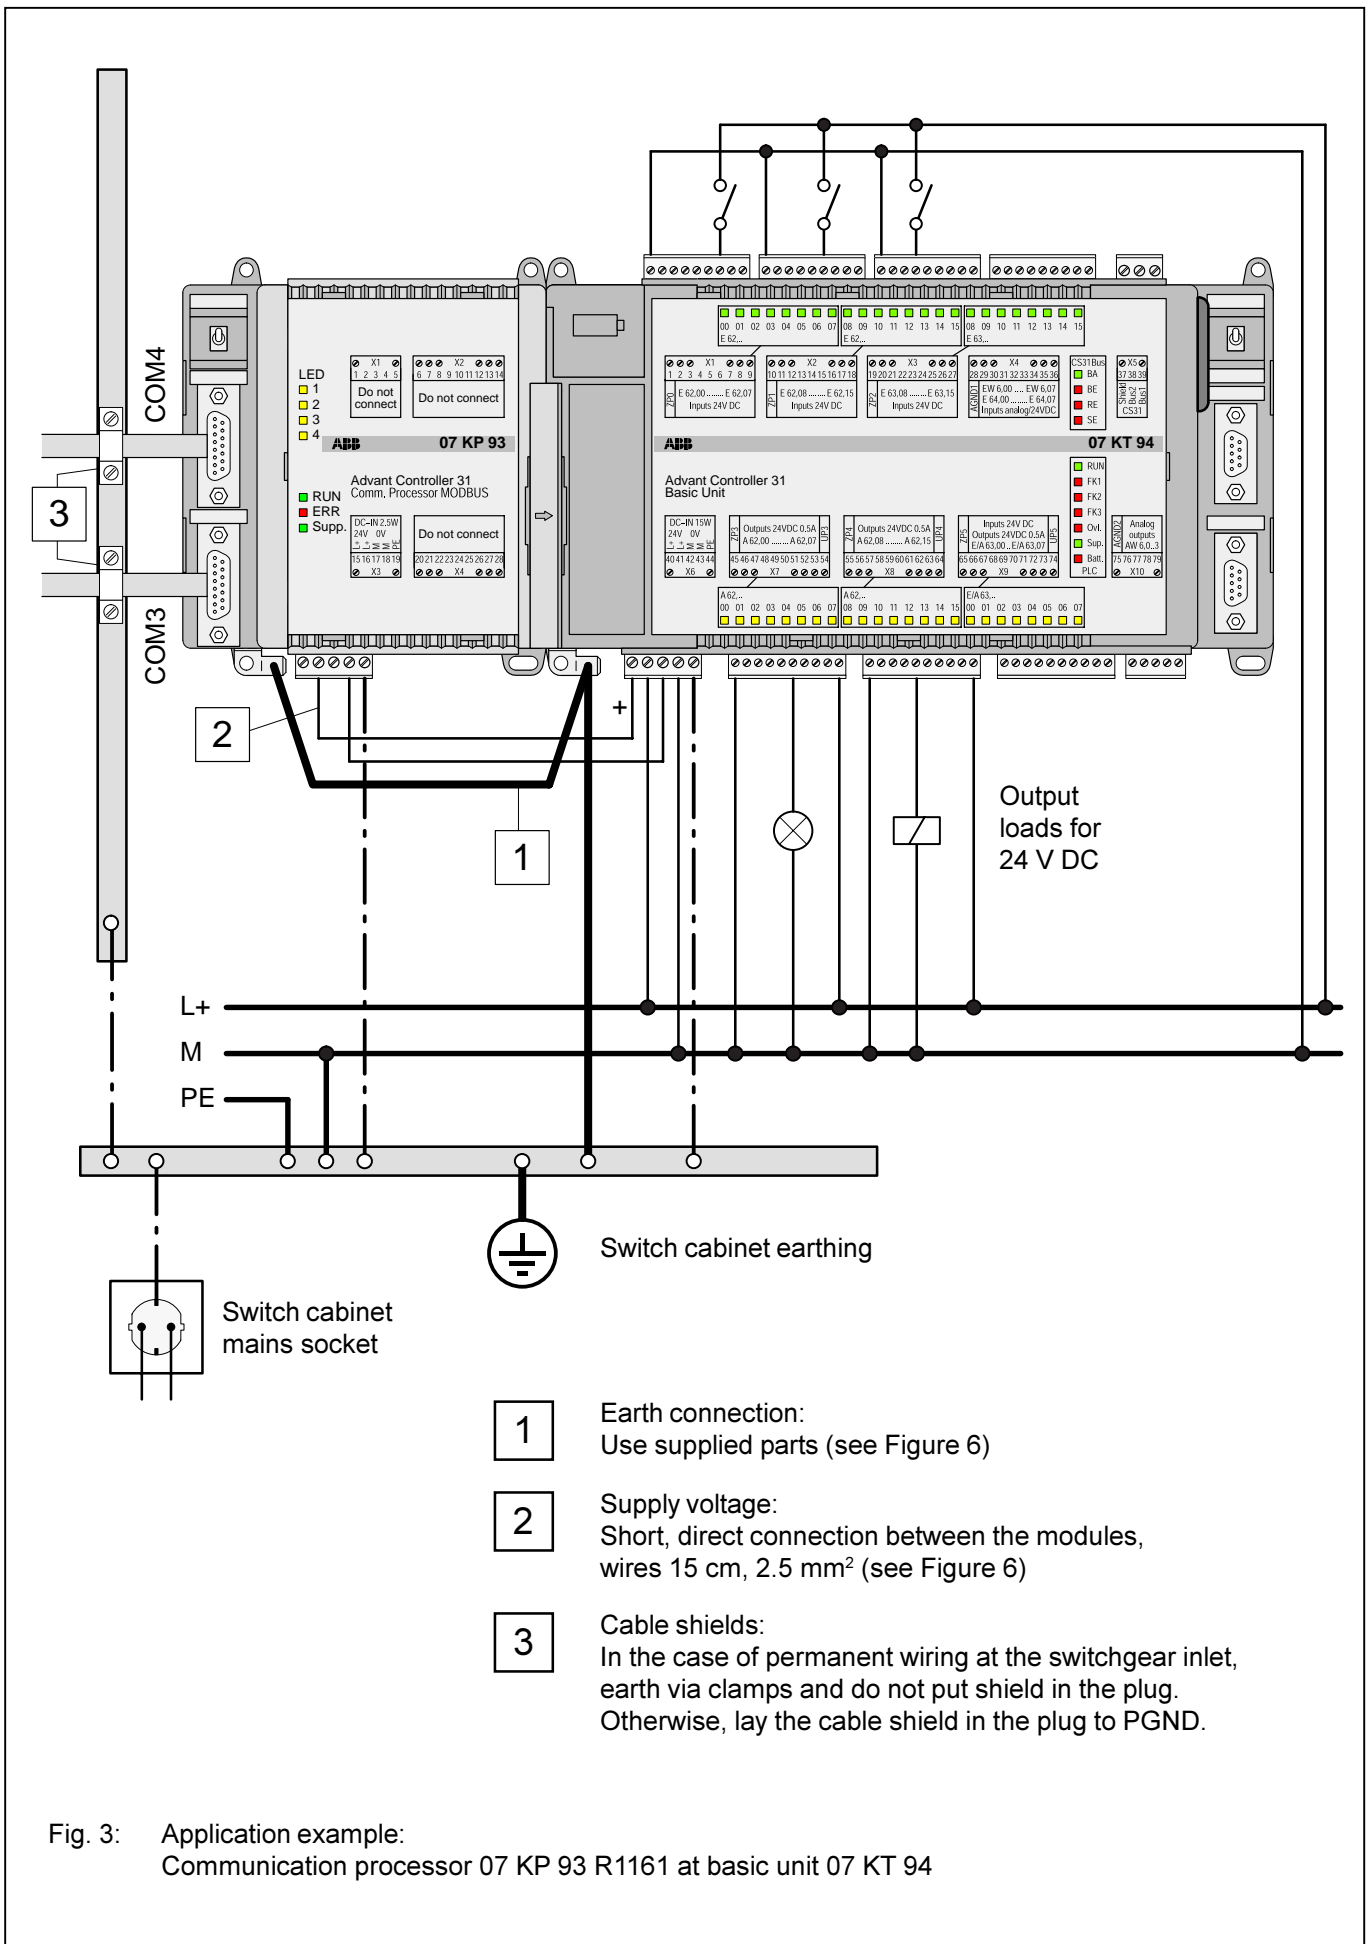 COM4
COM3
3
LED
1
2
3
4
RUN
ERR
Supp.
X1
1 2 3 4 5
Do not
connect
X2
6 7 8 9 10 11 12 13 14
Do not connect
ABB
07 KP 93
Advant Controller 31
Comm. Processor MODBUS
DC–IN 2.5W
24V 0V
L+ L+ M M PE
15 16 17 18 19
X3
Do not connect
20 21 22 23 24 25 26 27 28
X4
00 01 02 03 04 05 06 07
E 62,..
08 09 10 11 12 13 14 15
E 62,..
08 09 10 11 12 13 14 15
E 63,..
X1
1 2 3 4 5 6 7 8 9
ZP0
E 62,00 ........ E 62,07
Inputs 24V DC
X2
10 11 12 13 14 15 16 17 18
ZP1
E 62,08 ........ E 62,15
Inputs 24V DC
X3
19 20 21 22 23 24 25 26 27
ZP2
E 63,08 ....... E 63,15
Inputs 24V DC
X4
28 29 30 31 32 33 34 35 36
AGND1
EW 6,00 .... EW 6,07
E 64,00 ........ E 64,07
Inputs analog/24VDC
CS31Bus
BA
BE
RE
SE
X5
37 38 39
Shield
Bus2
Bus1
CS31
ABB
07 KT 94
Advant Controller 31
Basic Unit
DC–IN 15W
24V 0V
L+ L+ M M PE
40 41 42 43 44
X6
ZP3
Outputs 24VDC 0.5A
A 62,00 ........ A 62,07
UP3
45 46 47 48 49 50 51 52 53 54
X7
ZP4
Outputs 24VDC 0.5A
A 62,08 ........ A 62,15
UP4
55 56 57 58 59 60 61 62 63 64
X8
ZP5
Inputs 24V DC
Outputs 24VDC 0.5A
E/A 63,00 .. E/A 63,07
UP5
65 66 67 68 69 70 71 72 73 74
X9
RUN
FK1
FK2
FK3
Ovl.
Sup.
Batt.
PLC
AGND2
Analog
outputs
AW 6,0..3
75 76 77 78 79
X10
A 62,..
00 01 02 03 04 05 06 07
A 62,..
08 09 10 11 12 13 14 15
E/A 63,..
00 01 02 03 04 05 06 07
2
+
1
Output
loads for
24 V DC
L+
M
PE
Switch cabinet earthing
Switch cabinet
mains socket
1
Earth connection:
Use supplied parts (see Figure 6)
2
Supply voltage:
Short, direct connection between the modules,
wires 15 cm, 2.5 mm² (see Figure 6)
3
Cable shields:
In the case of permanent wiring at the switchgear inlet,
earth via clamps and do not put shield in the plug.
Otherwise, lay the cable shield in the plug to PGND.
Fig. 3: Application example:
Communication processor 07 KP 93 R1161 at basic unit 07 KT 94